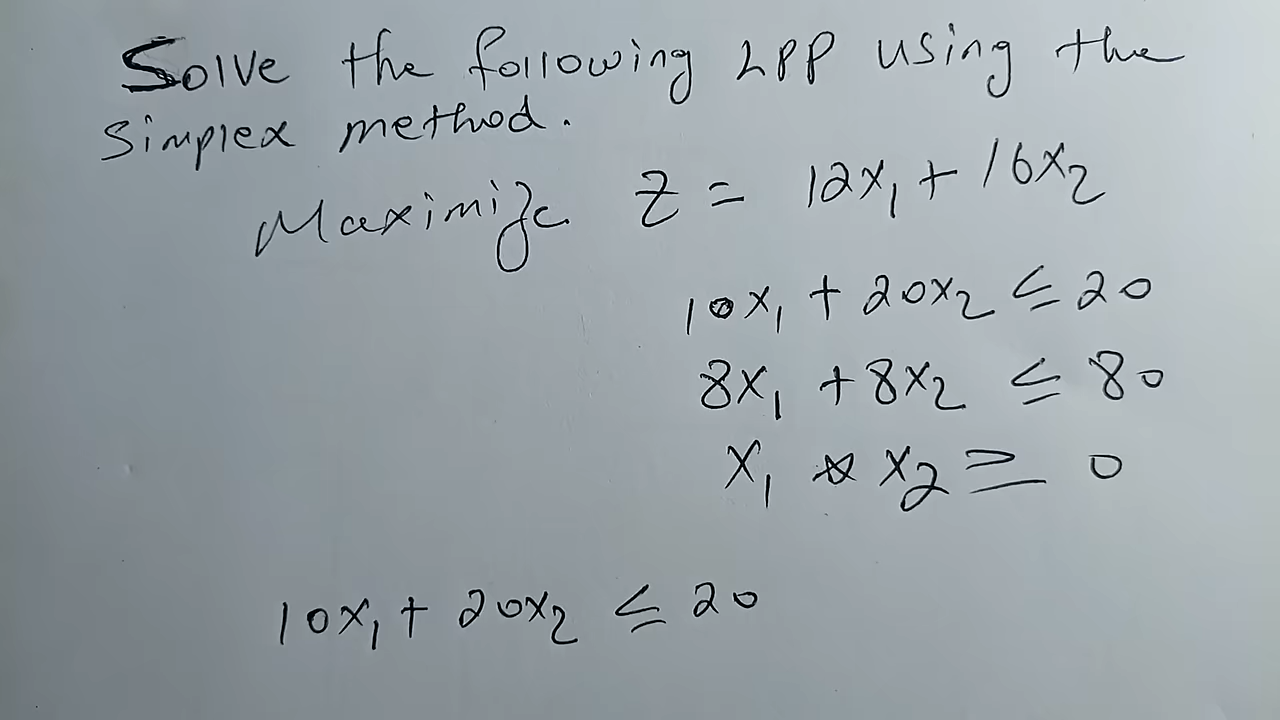 Solve the following LPP using the
simplex method.
Maximize Z = 12x₁ + 16x₂
10x₁ + 20x₂ ≤ 20
8x₁ + 8x₂ ≤ 80
x₁ & x₂ ≥ 0
10x₁ + 20x₂ ≤ 20